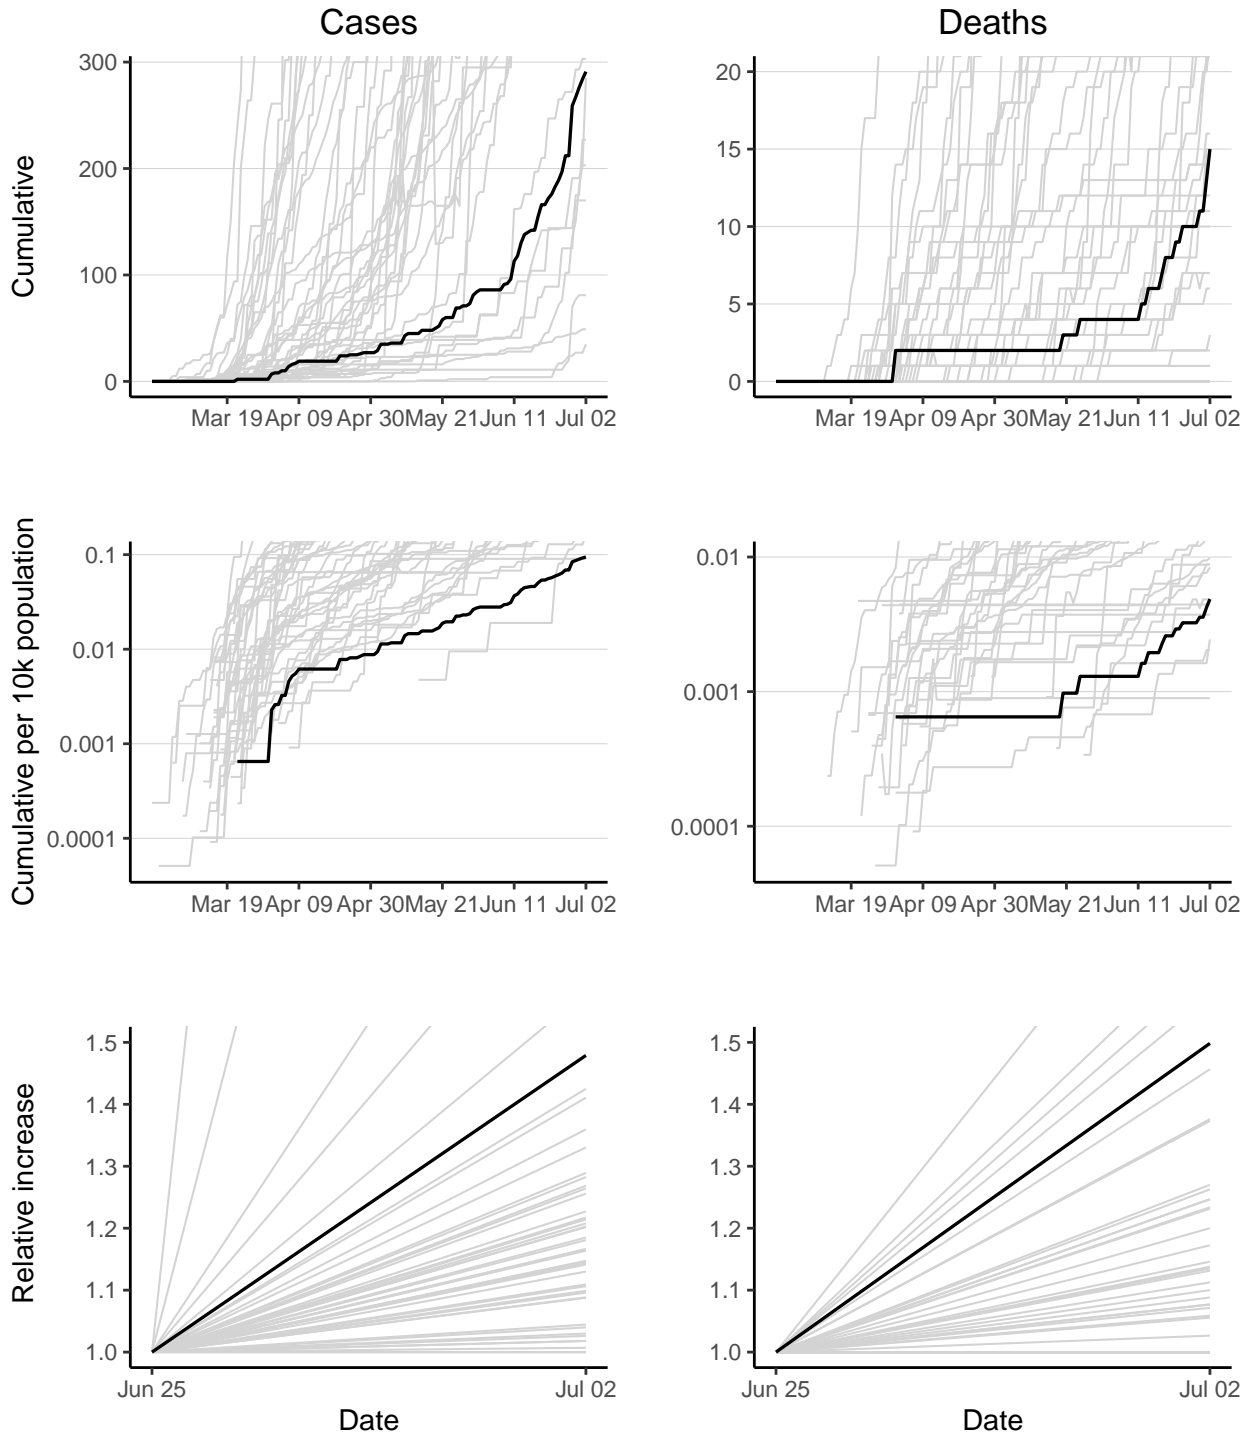 Cases
Deaths
Cumulative
300
200
100
0
Mar 19 Apr 09 Apr 30 May 21 Jun 11 Jul 02
20
15
10
5
0
Mar 19 Apr 09 Apr 30 May 21 Jun 11 Jul 02
Cumulative per 10k population
0.1
0.01
0.001
0.0001
Mar 19 Apr 09 Apr 30 May 21 Jun 11 Jul 02
0.01
0.001
0.0001
Mar 19 Apr 09 Apr 30 May 21 Jun 11 Jul 02
Relative increase
1.5
1.4
1.3
1.2
1.1
1.0
Jun 25 Jul 02
Date
1.5
1.4
1.3
1.2
1.1
1.0
Jun 25 Jul 02
Date